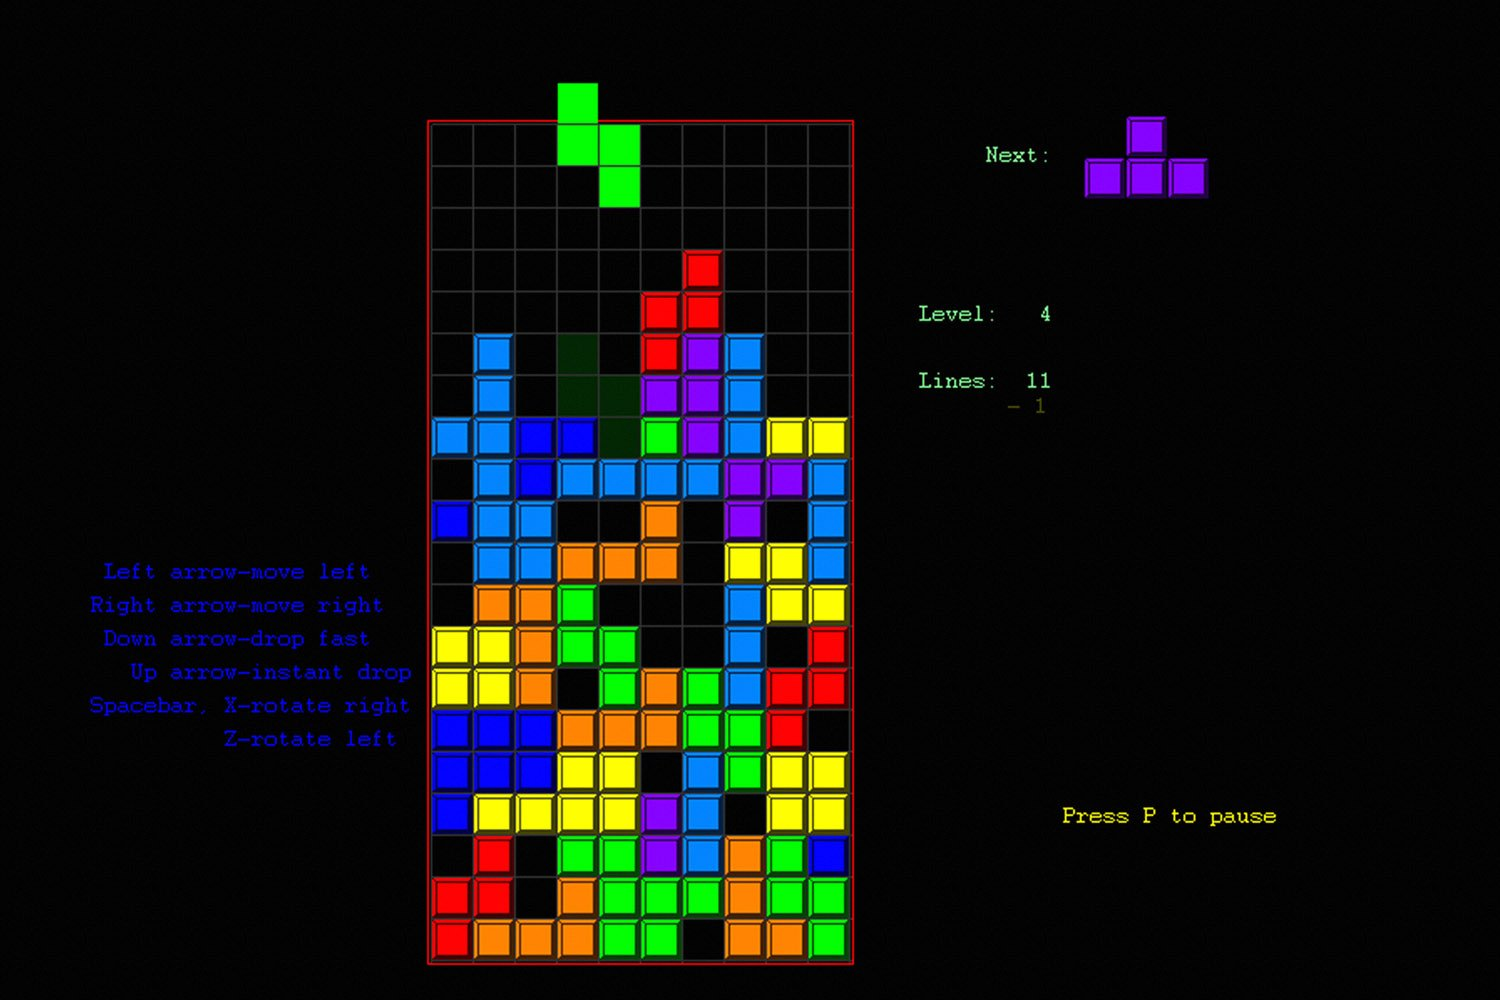 Next:
Level: 4
Lines: 11
- 1
Left arrow-move left
Right arrow-move right
Down arrow-drop fast
Up arrow-instant drop
Spacebar, X-rotate right
Z-rotate left
Press P to pause